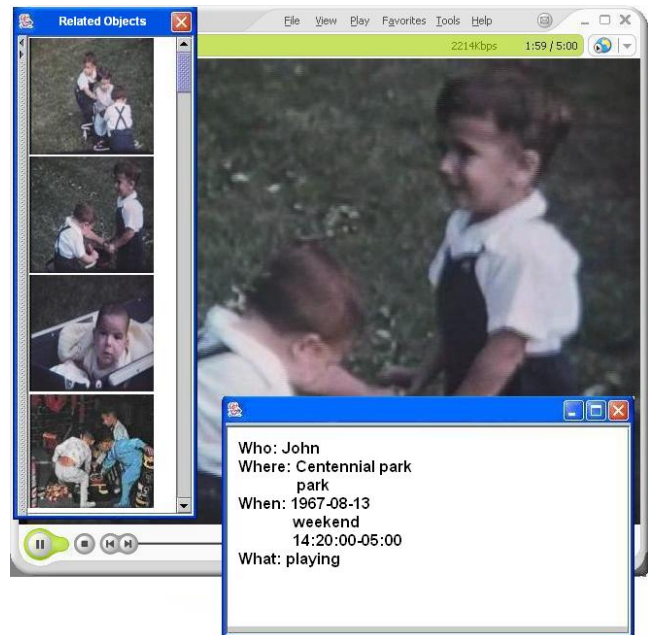 Related Objects
File View Play Favorites Tools Help
2214Kbps 1:59 / 5:00
Who: John
Where: Centennial park
park
When: 1967-08-13
weekend
14:20:00-05:00
What: playing